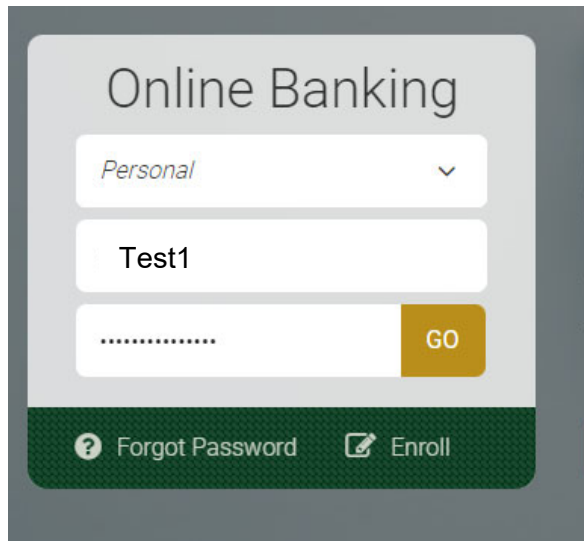 Online Banking
Personal
Test1
•••••••••••••••
GO
Forgot Password
Enroll